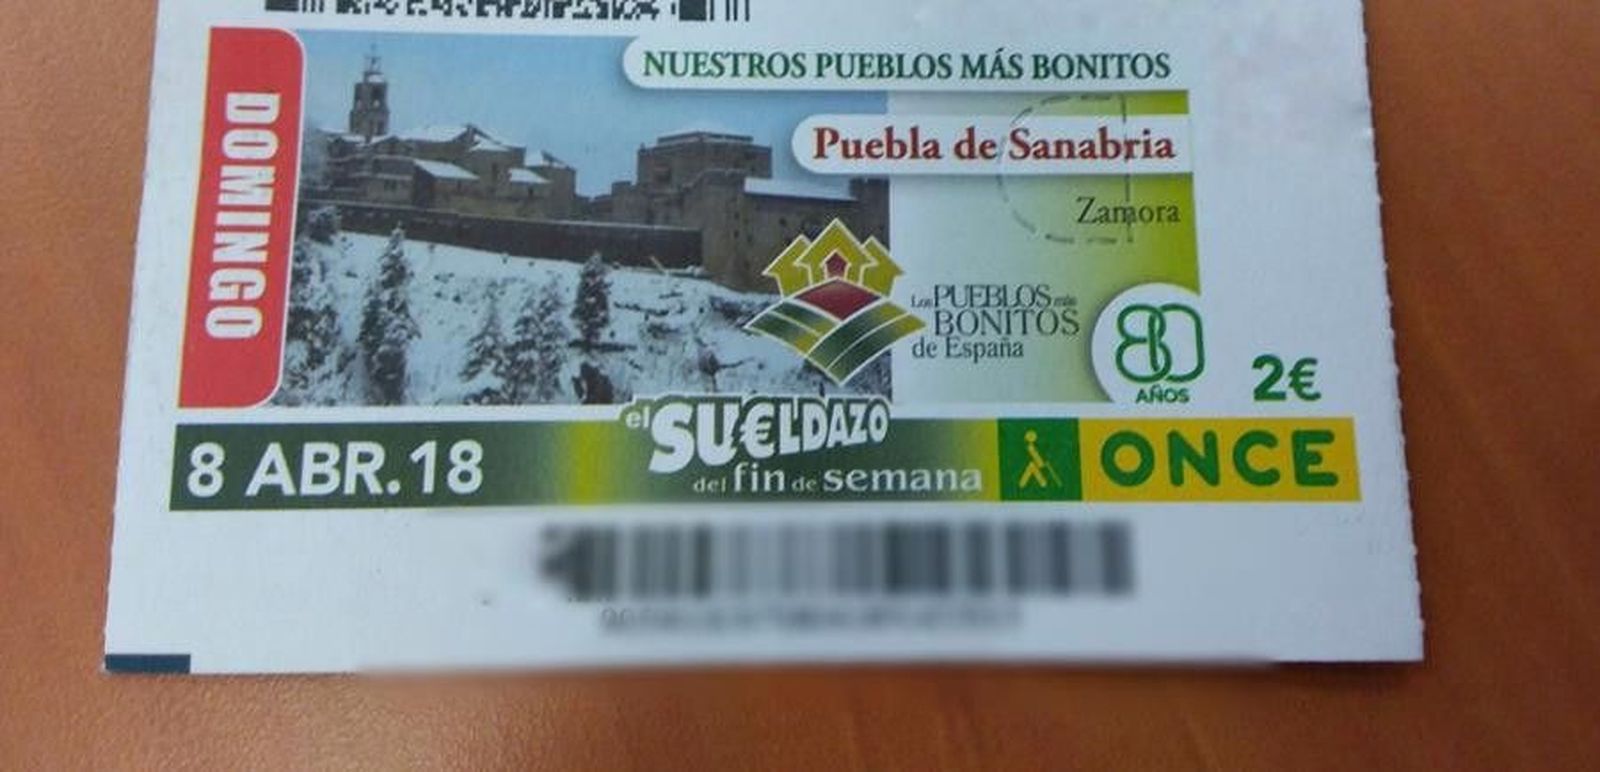 DOMINGO
NUESTROS PUEBLOS MÁS BONITOS
Puebla de Sanabria
Zamora
Los PUEBLOS más
BONITOS
de España
80
AÑOS
2€
8 ABR.18
el SU€LDAZO
del fin de semana
ONCE